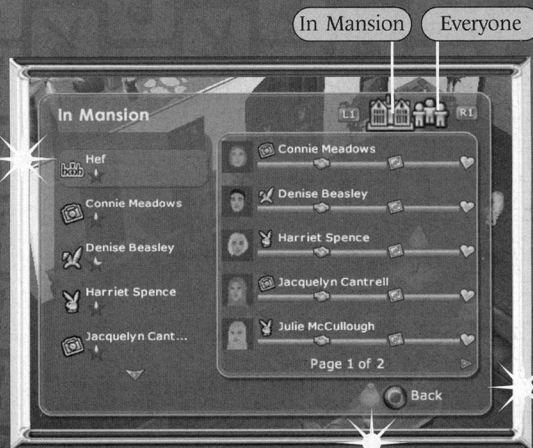 In Mansion
Everyone
In Mansion
L1
R1
Hef
Connie Meadows
Denise Beasley
Harriet Spence
Jacquelyn Cant...
Connie Meadows
Denise Beasley
Harriet Spence
Jacquelyn Cantrell
Julie McCullough
Page 1 of 2
Back